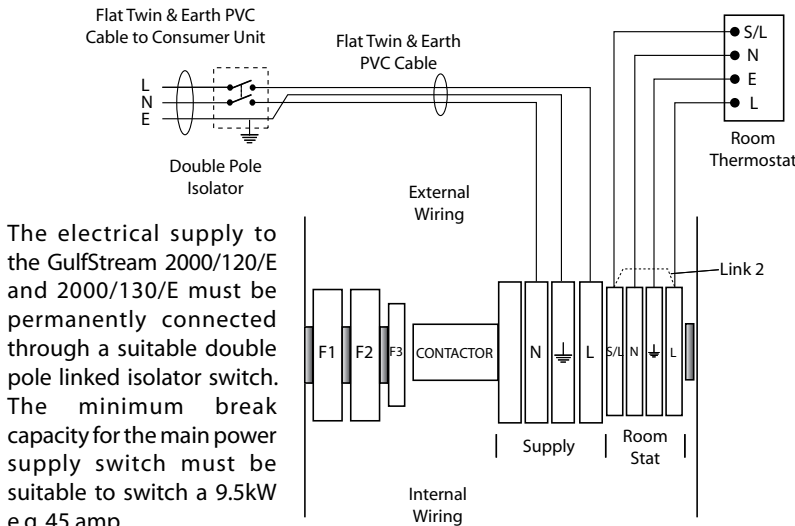 Flat Twin & Earth PVC
Cable to Consumer Unit
Flat Twin & Earth
PVC Cable
L
N
E
Double Pole
Isolator
S/L
N
E
L
Room
Thermostat
External
Wiring
The electrical supply to
the GulfStream 2000/120/E
and 2000/130/E must be
permanently connected
through a suitable double
pole linked isolator switch.
The minimum break
capacity for the main power
supply switch must be
suitable to switch a 9.5kW
e.g. 45 amp
Link 2
F1
F2
F3
CONTACTOR
N
L
S/L
N
L
Supply
Room
Stat
Internal
Wiring